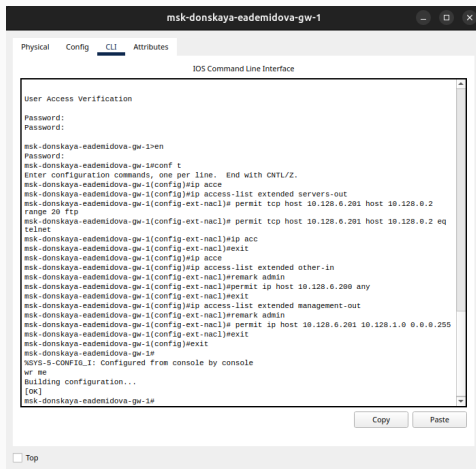 msk-donskaya-eademidova-gw-1
Physical Config CLI Attributes
IOS Command Line Interface
User Access Verification
Password:
Password:
msk-donskaya-eademidova-gw-1>en
Password:
msk-donskaya-eademidova-gw-1#conf t
Enter configuration commands, one per line.  End with CNTL/Z.
msk-donskaya-eademidova-gw-1(config)#ip acce
msk-donskaya-eademidova-gw-1(config)#ip access-list extended servers-out
msk-donskaya-eademidova-gw-1(config-ext-nacl)# permit tcp host 10.128.6.201 host 10.128.0.2
range 20 ftp
msk-donskaya-eademidova-gw-1(config-ext-nacl)# permit tcp host 10.128.6.201 host 10.128.0.2 eq
telnet
msk-donskaya-eademidova-gw-1(config-ext-nacl)#ip acc
msk-donskaya-eademidova-gw-1(config-ext-nacl)#exit
msk-donskaya-eademidova-gw-1(config)#ip acce
msk-donskaya-eademidova-gw-1(config)#ip access-list extended other-in
msk-donskaya-eademidova-gw-1(config-ext-nacl)#remark admin
msk-donskaya-eademidova-gw-1(config-ext-nacl)#permit ip host 10.128.6.200 any
msk-donskaya-eademidova-gw-1(config-ext-nacl)#exit
msk-donskaya-eademidova-gw-1(config)#ip access-list extended management-out
msk-donskaya-eademidova-gw-1(config-ext-nacl)#remark admin
msk-donskaya-eademidova-gw-1(config-ext-nacl)# permit ip host 10.128.6.201 10.128.1.0 0.0.0.255
msk-donskaya-eademidova-gw-1(config-ext-nacl)#exit
msk-donskaya-eademidova-gw-1(config)#exit
msk-donskaya-eademidova-gw-1#
%SYS-5-CONFIG_I: Configured from console by console
wr me
Building configuration...
[OK]
msk-donskaya-eademidova-gw-1#
Copy Paste
Top